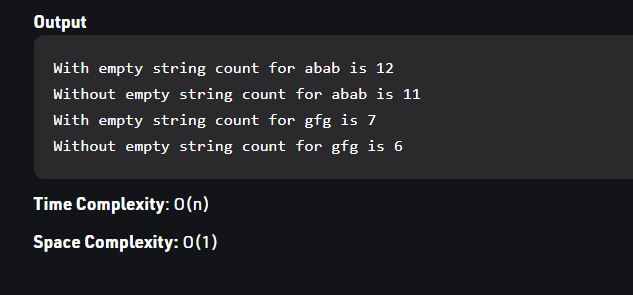 Output
With empty string count for abab is 12
Without empty string count for abab is 11
With empty string count for gfg is 7
Without empty string count for gfg is 6
Time Complexity: O(n)
Space Complexity: O(1)